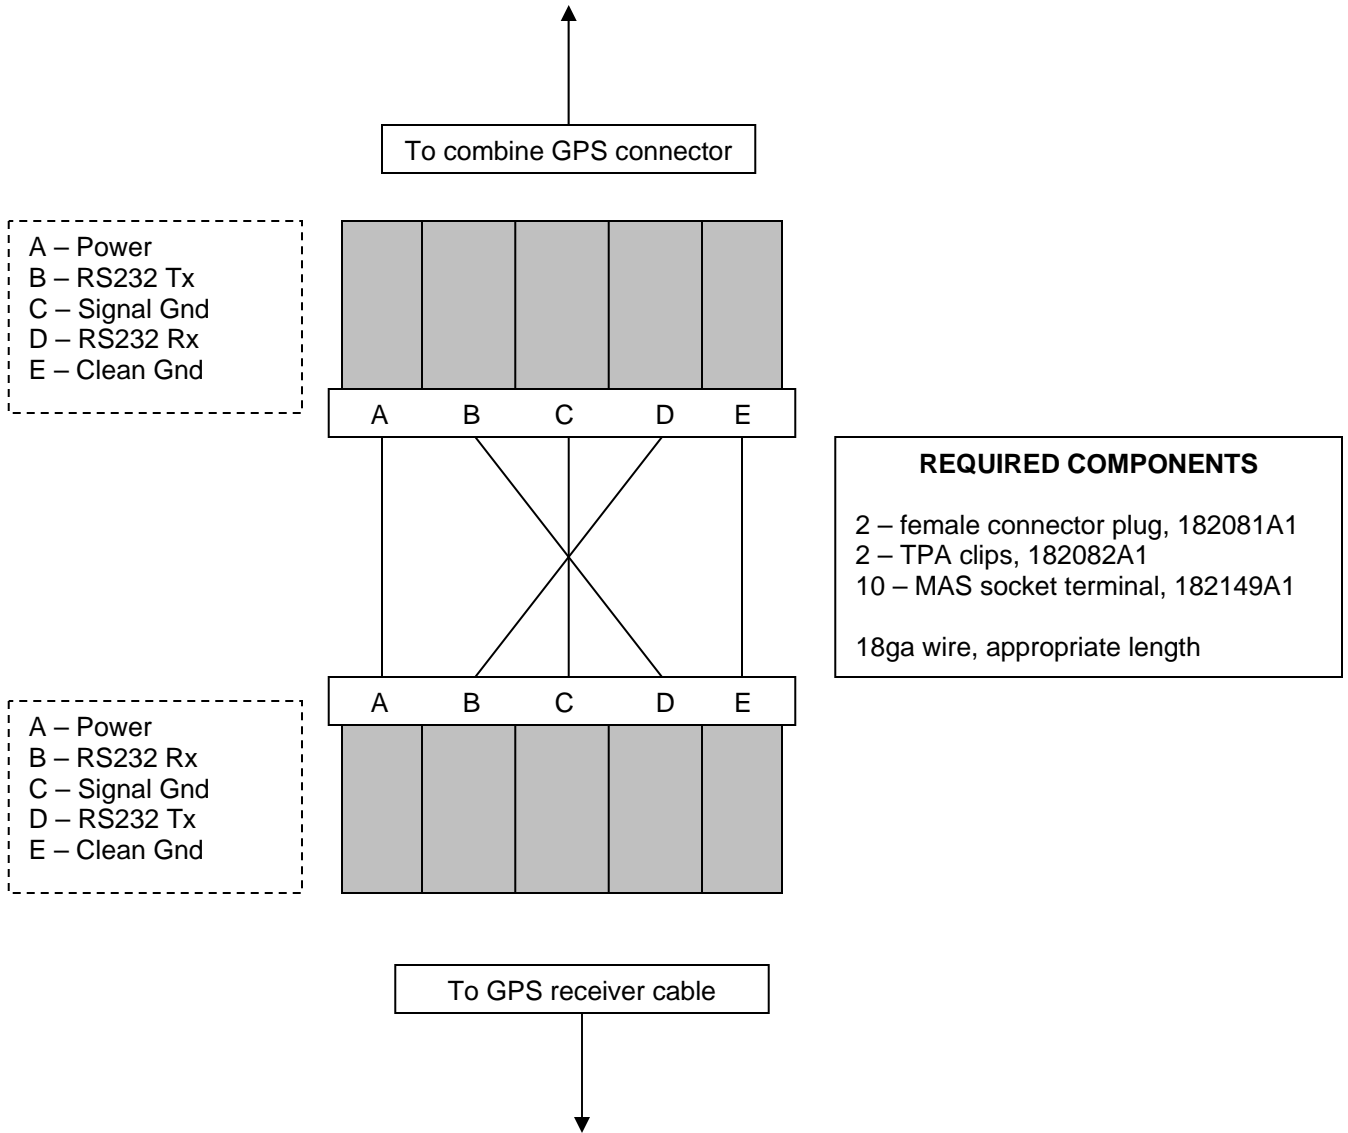 To combine GPS connector
A – Power
B – RS232 Tx
C – Signal Gnd
D – RS232 Rx
E – Clean Gnd
A B C D E
REQUIRED COMPONENTS
2 – female connector plug, 182081A1
2 – TPA clips, 182082A1
10 – MAS socket terminal, 182149A1
18ga wire, appropriate length
A B C D E
A – Power
B – RS232 Rx
C – Signal Gnd
D – RS232 Tx
E – Clean Gnd
To GPS receiver cable